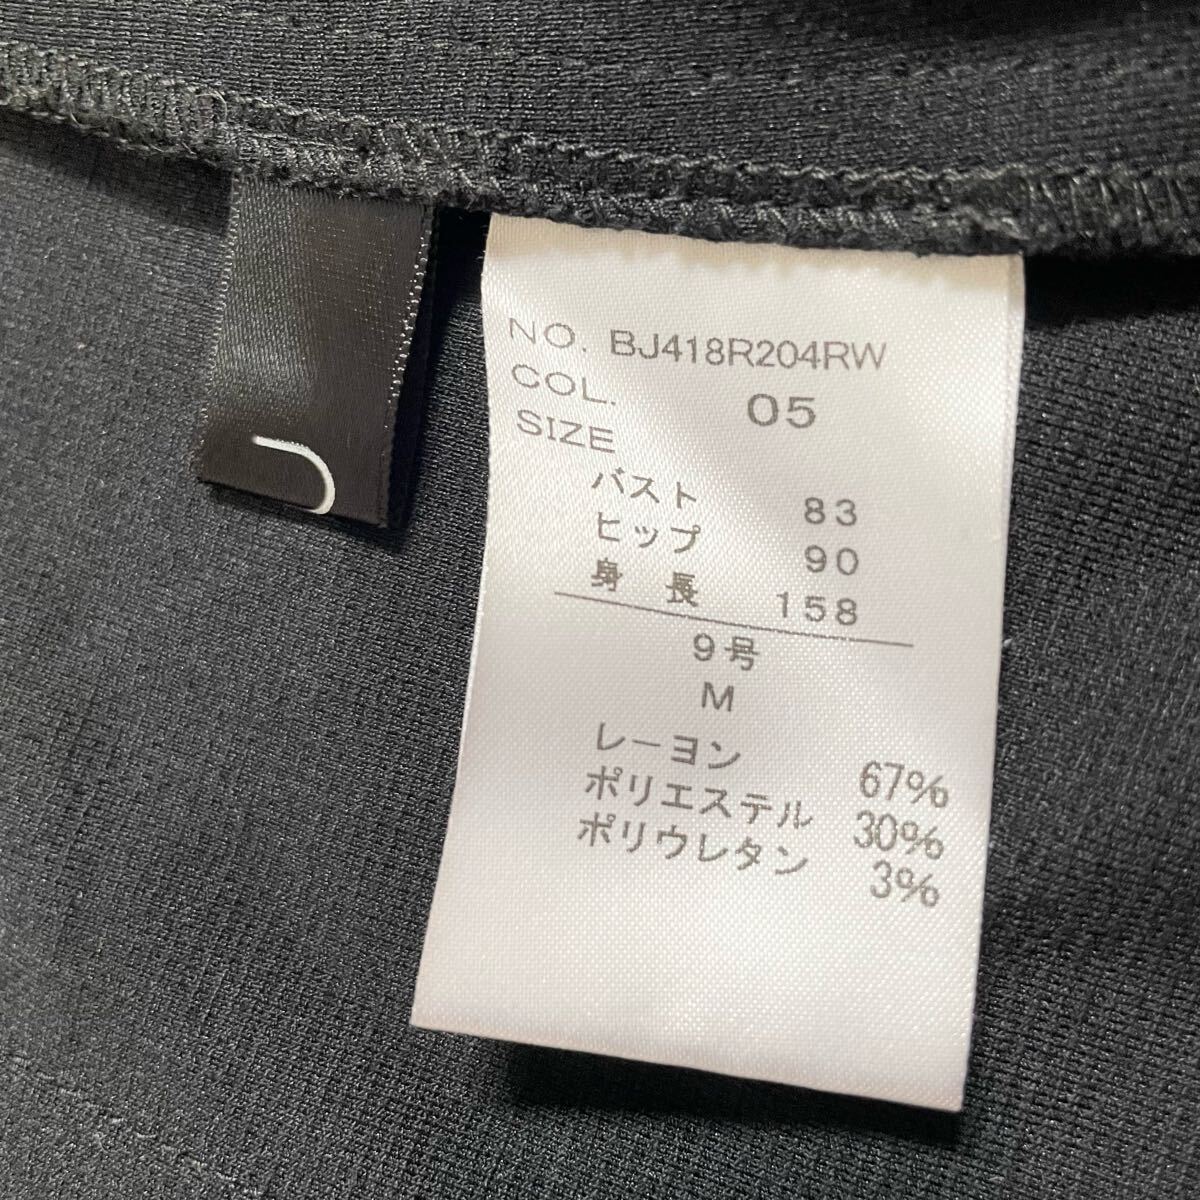 NO. BJ418R204RW
COL. 05
SIZE
バスト 83
ヒップ 90
身長 158
9号
M
レーヨン 67%
ポリエステル 30%
ポリウレタン 3%